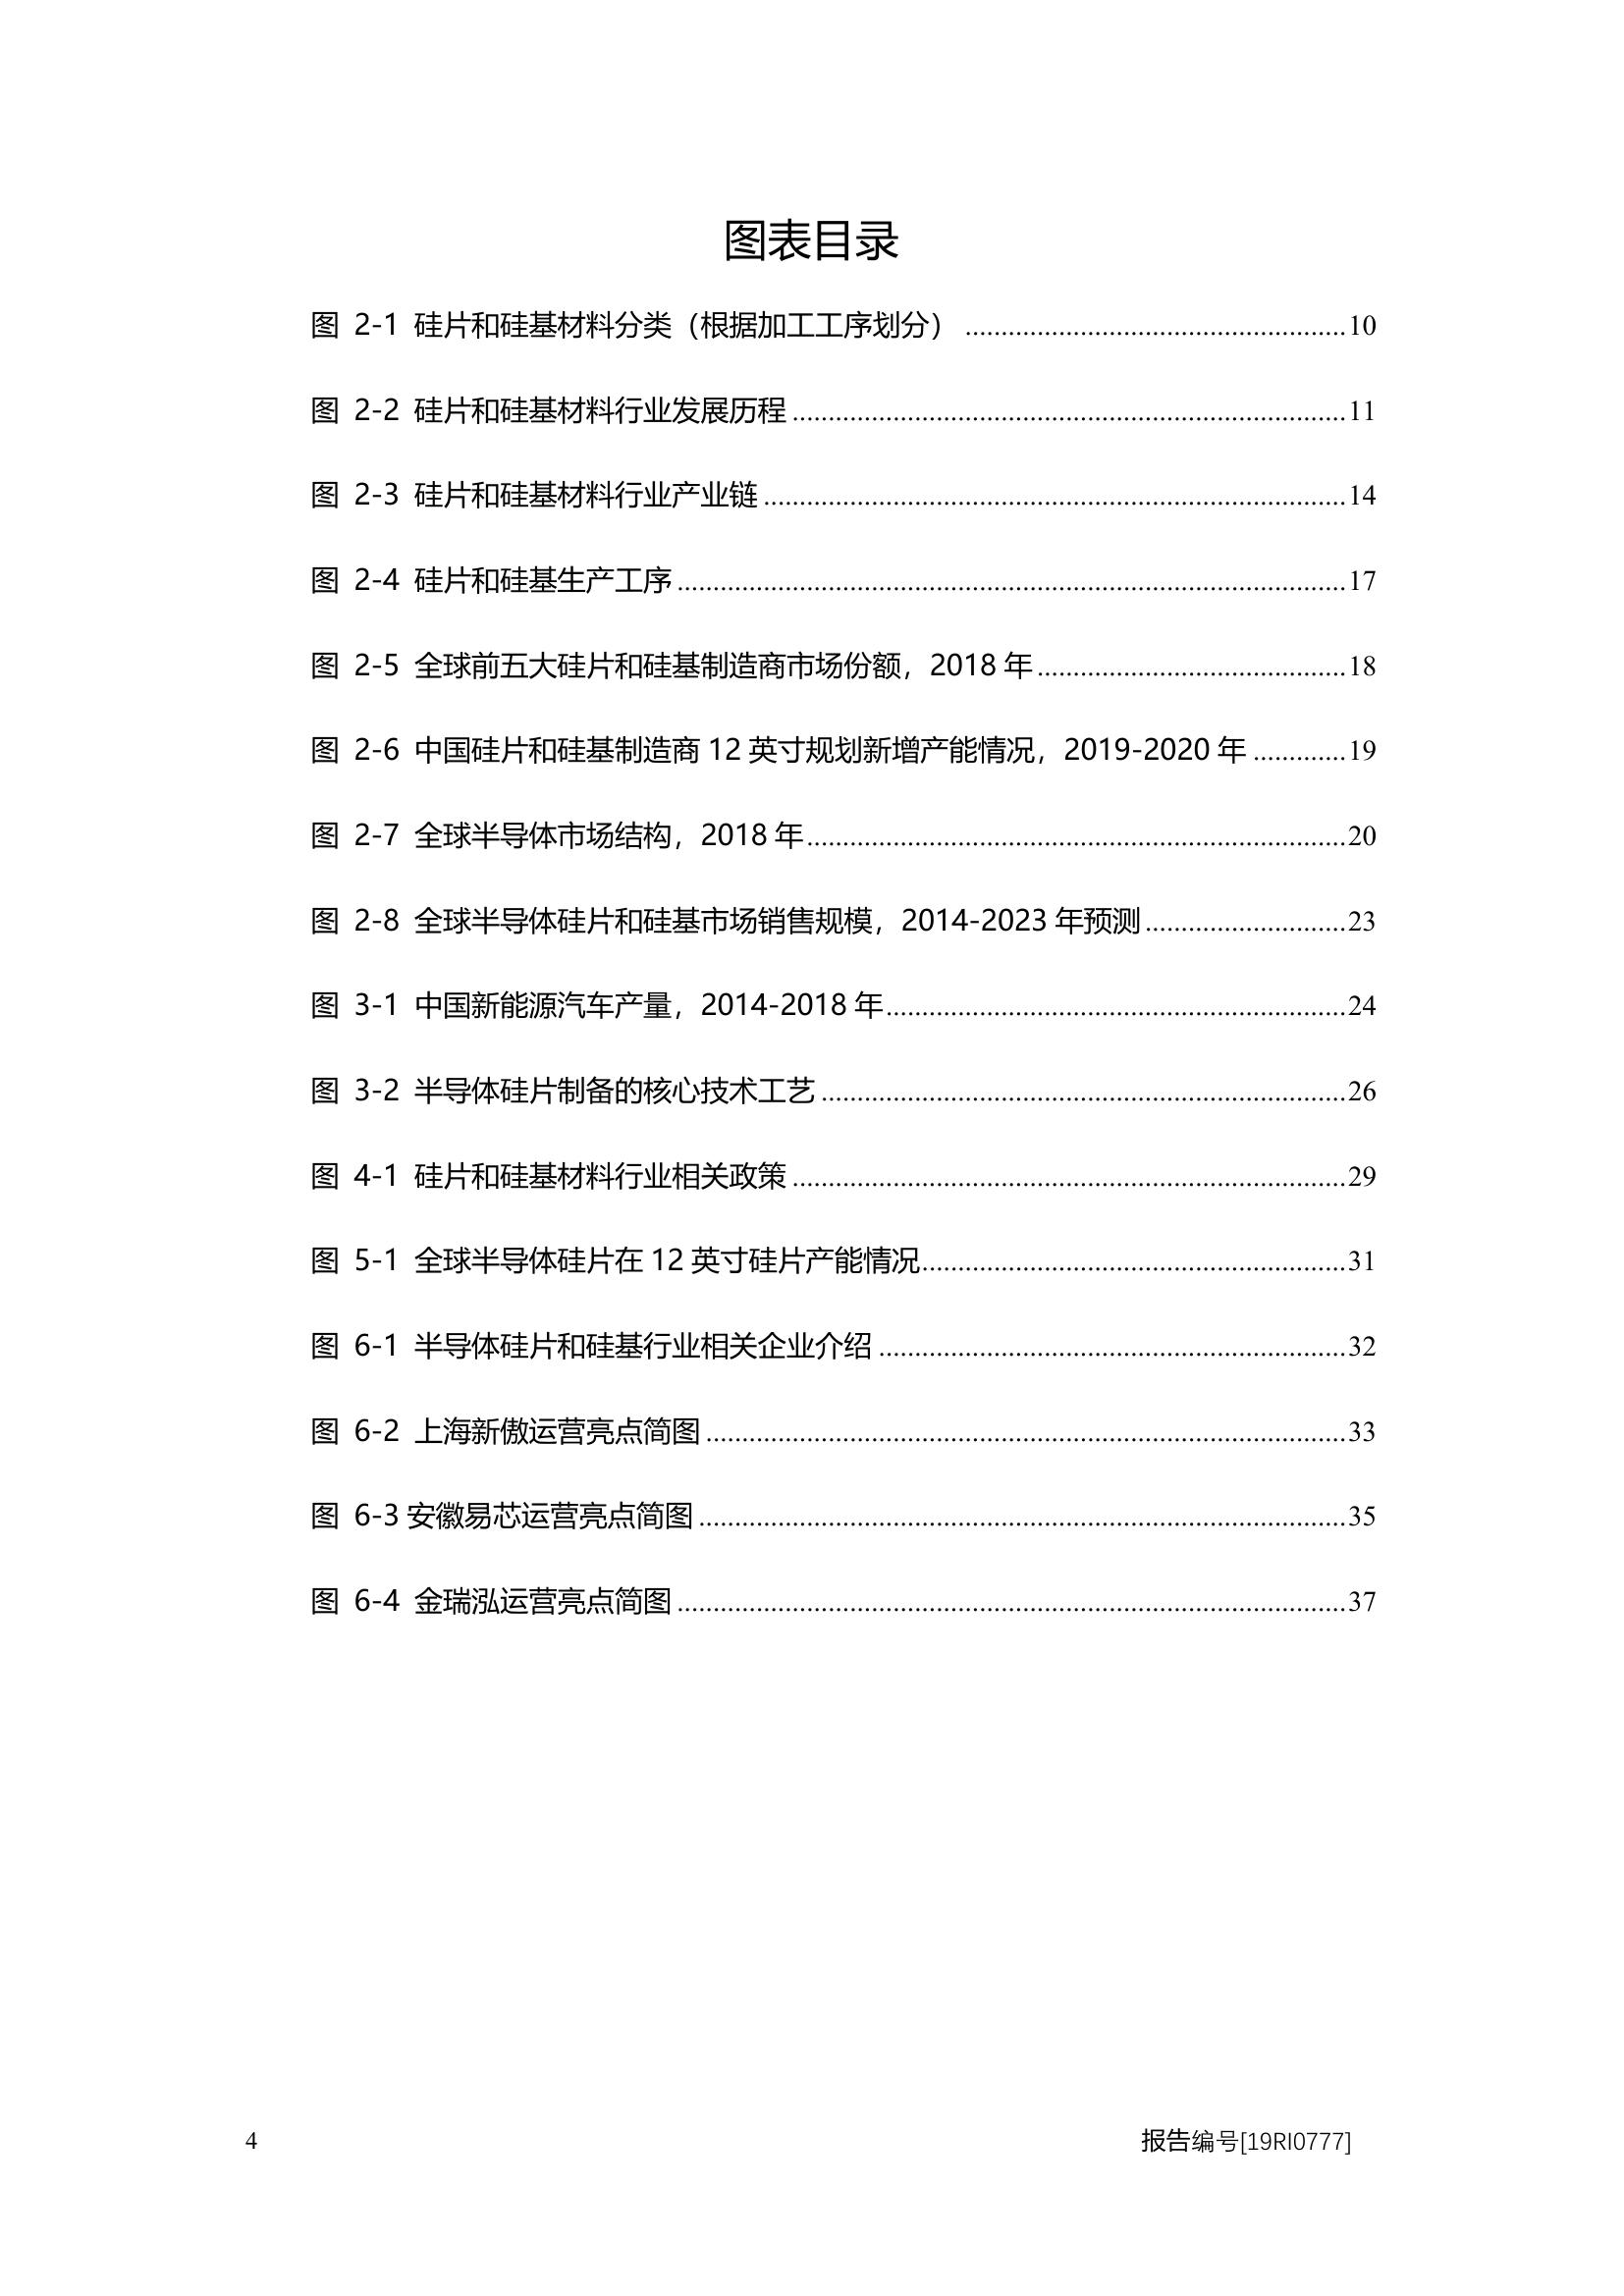 图表目录
图 2-1 硅片和硅基材料分类（根据加工工序划分） ........................................10
图 2-2 硅片和硅基材料行业发展历程 ........................................11
图 2-3 硅片和硅基材料行业产业链 ........................................14
图 2-4 硅片和硅基生产工序 ........................................17
图 2-5 全球前五大硅片和硅基制造商市场份额，2018 年 ........................................18
图 2-6 中国硅片和硅基制造商 12 英寸规划新增产能情况，2019-2020 年 .............19
图 2-7 全球半导体市场结构，2018 年 ........................................20
图 2-8 全球半导体硅片和硅基市场销售规模，2014-2023 年预测 ............................23
图 3-1 中国新能源汽车产量，2014-2018 年 ........................................24
图 3-2 半导体硅片制备的核心技术工艺 ........................................26
图 4-1 硅片和硅基材料行业相关政策 ........................................29
图 5-1 全球半导体硅片在 12 英寸硅片产能情况 ........................................31
图 6-1 半导体硅片和硅基行业相关企业介绍 ........................................32
图 6-2 上海新傲运营亮点简图 ........................................33
图 6-3 安徽易芯运营亮点简图 ........................................35
图 6-4 金瑞泓运营亮点简图 ........................................37
4 报告编号[19RI0777]